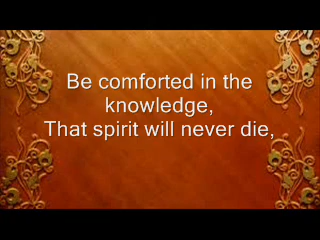 Be comforted in the
knowledge,
That spirit will never die,